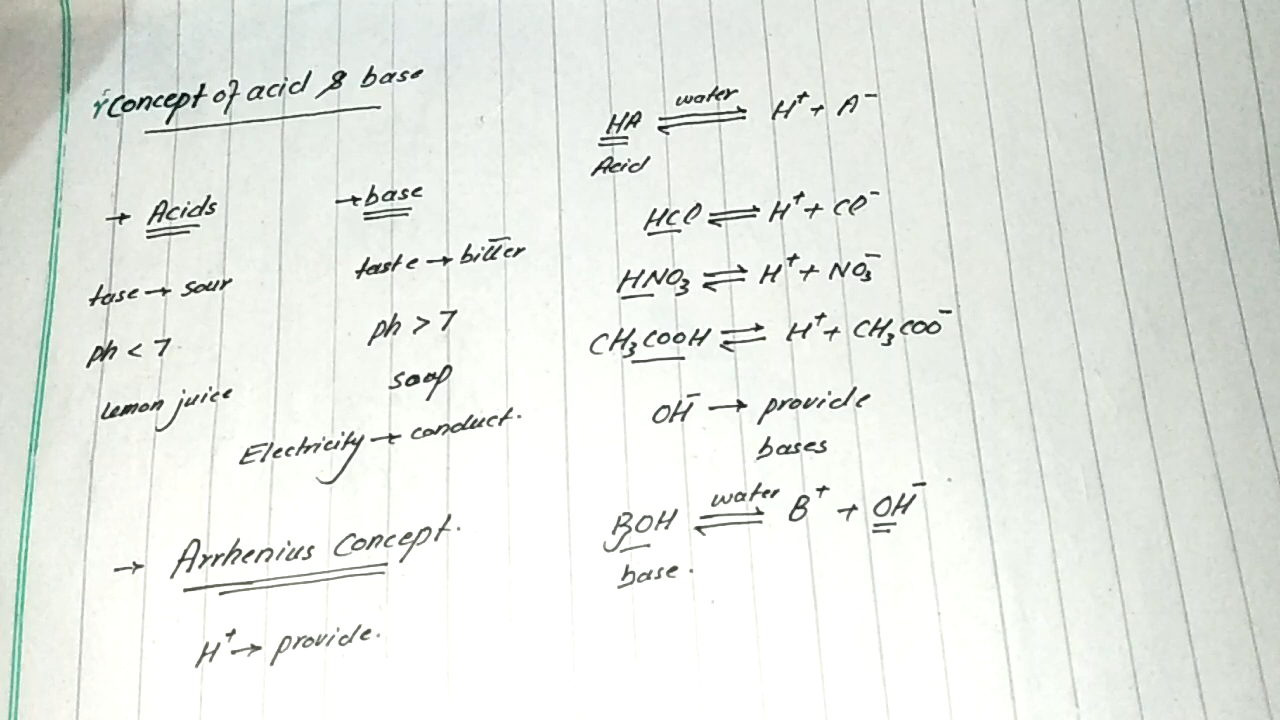 Concept of acid & base
→ Acids
tase → sour
ph < 7
Lemon juice
→ base
taste → bitter
ph > 7
soap
Electricity → conduct.
→ Arrhenius Concept.
H⁺ → provide.
HA ⇌ water H⁺ + A⁻
Acid
HCl ⇌ H⁺ + Cl⁻
HNO₃ ⇌ H⁺ + NO₃⁻
CH₃COOH ⇌ H⁺ + CH₃COO⁻
OH⁻ → provide
bases
BOH ⇌ water B⁺ + OH⁻
base.